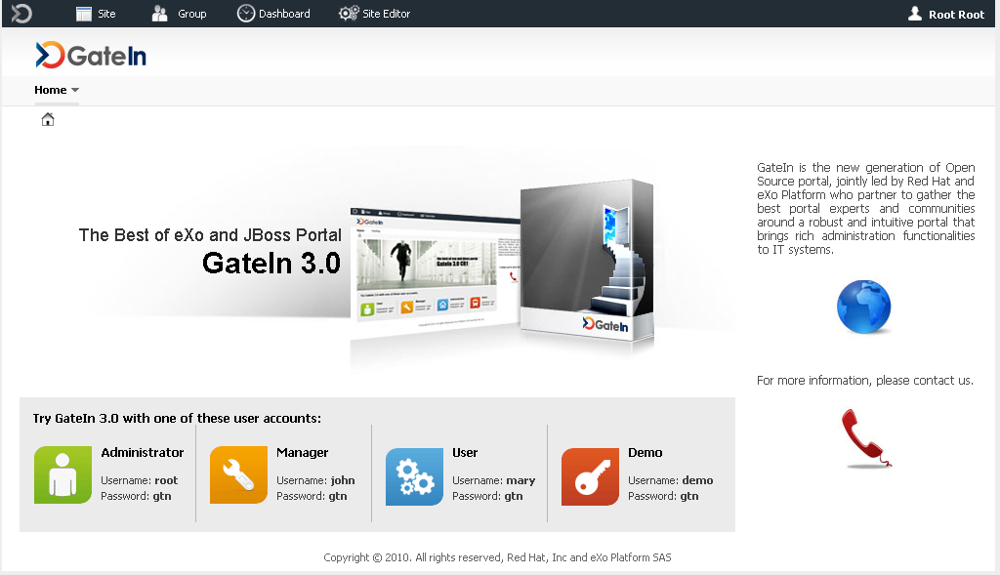 Site Group Dashboard Site Editor Root Root
GateIn
Home
The Best of eXo and JBoss Portal
GateIn 3.0
GateIn
GateIn
GateIn is the new generation of Open
Source portal, jointly led by Red Hat and
eXo Platform who partner to gather the
best portal experts and communities
around a robust and intuitive portal that
brings rich administration functionalities
to IT systems.
For more information, please contact us.
Try GateIn 3.0 with one of these user accounts:
Administrator
Username: root
Password: gtn
Manager
Username: john
Password: gtn
User
Username: mary
Password: gtn
Demo
Username: demo
Password: gtn
Copyright © 2010. All rights reserved, Red Hat, Inc and eXo Platform SAS